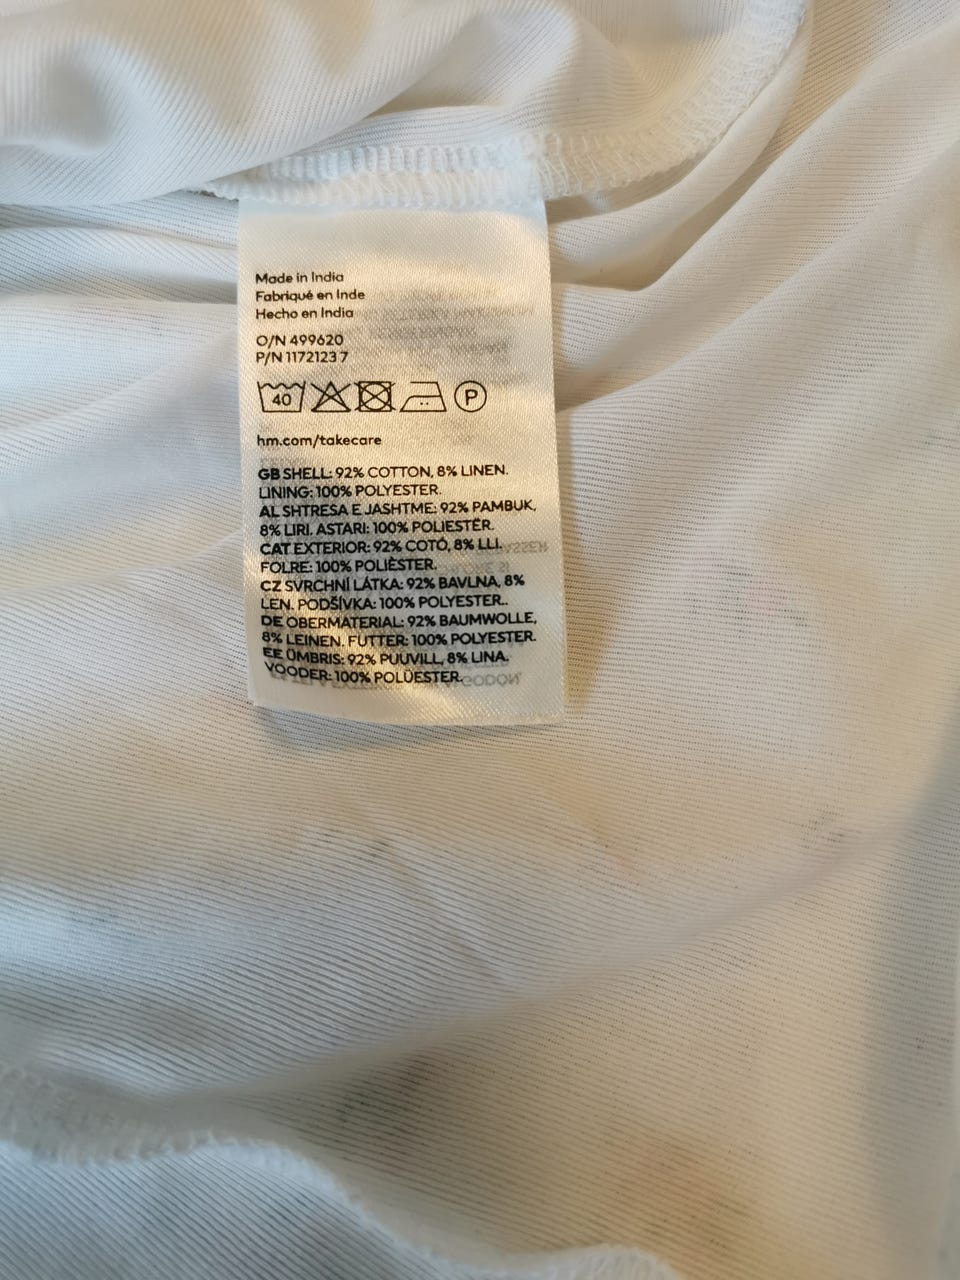 Made in India
Fabriqué en Inde
Hecho en India
O/N 499620
P/N 1172123 7
40 P
hm.com/takecare
GB SHELL: 92% COTTON, 8% LINEN.
LINING: 100% POLYESTER.
AL SHTRESA E JASHTME: 92% PAMBUK,
8% LIRI. ASTARI: 100% POLIESTËR.
CAT EXTERIOR: 92% COTÓ, 8% LLI.
FOLRE: 100% POLIÈSTER.
CZ SVRCHNÍ LÁTKA: 92% BAVLNA, 8%
LEN. PODŠÍVKA: 100% POLYESTER..
DE OBERMATERIAL: 92% BAUMWOLLE,
8% LEINEN. FUTTER: 100% POLYESTER.
EE ÜMBRIS: 92% PUUVILL, 8% LINA.
VOODER: 100% POLÜESTER.